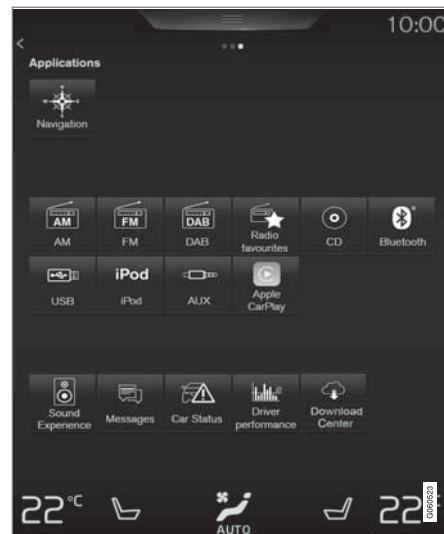 10:00
Applications
Navigation
AM FM DAB
AM FM DAB Radio favourites CD Bluetooth
iPod
USB iPod AUX Apple CarPlay
Sound Experience Messages Car Status Driver performance Download Center
22°C 22°
AUTO
G060523